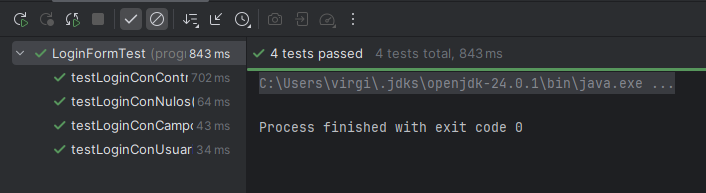 LoginFormTest (prog 843 ms
4 tests passed 4 tests total, 843 ms
testLoginConContr 702 ms
C:\Users\virgi\.jdks\openjdk-24.0.1\bin\java.exe ...
testLoginConNulos( 64 ms
testLoginConCampo 43 ms
Process finished with exit code 0
testLoginConUsuar 34 ms